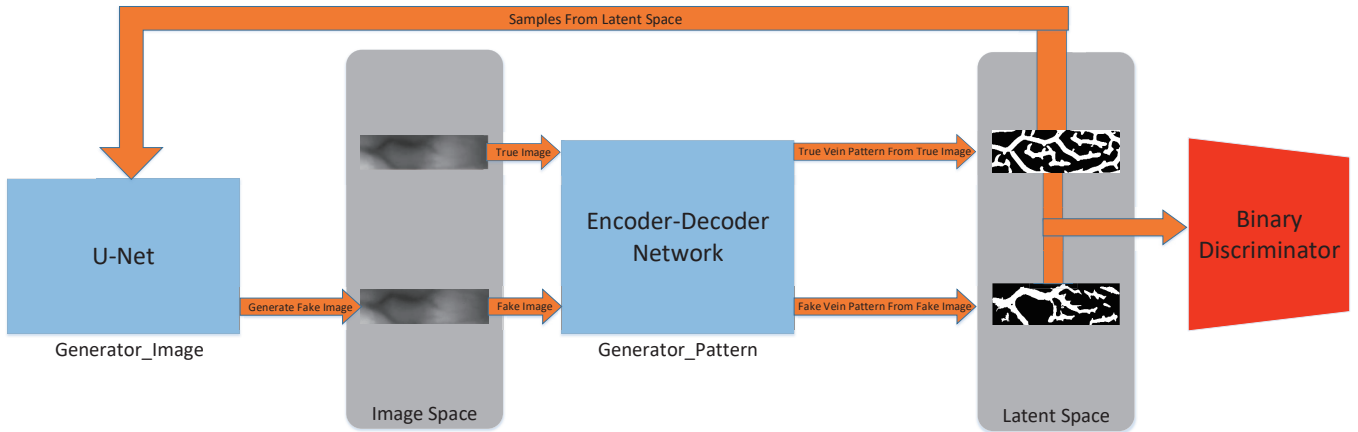 Samples From Latent Space
True Image
True Vein Pattern From True Image
Encoder-Decoder
Network
U-Net
Binary
Discriminator
Generate Fake Image
Fake Image
Fake Vein Pattern From Fake Image
Generator_Image
Generator_Pattern
Image Space
Latent Space